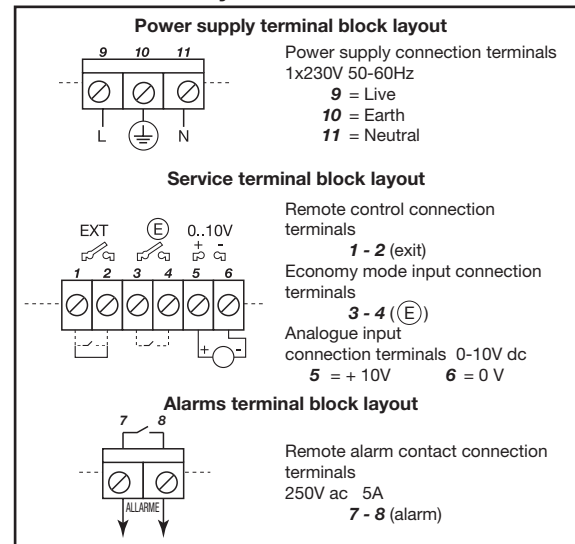 Power supply terminal block layout
9 10 11
L N
Power supply connection terminals
1x230V 50-60Hz
9 = Live
10 = Earth
11 = Neutral
Service terminal block layout
EXT E 0..10V
+ -
1 2 3 4 5 6
+ -
Remote control connection
terminals
1 - 2 (exit)
Economy mode input connection
terminals
3 - 4 (E)
Analogue input
connection terminals 0-10V dc
5 = + 10V 6 = 0 V
Alarms terminal block layout
7 8
ALLARME
Remote alarm contact connection
terminals
250V ac 5A
7 - 8 (alarm)